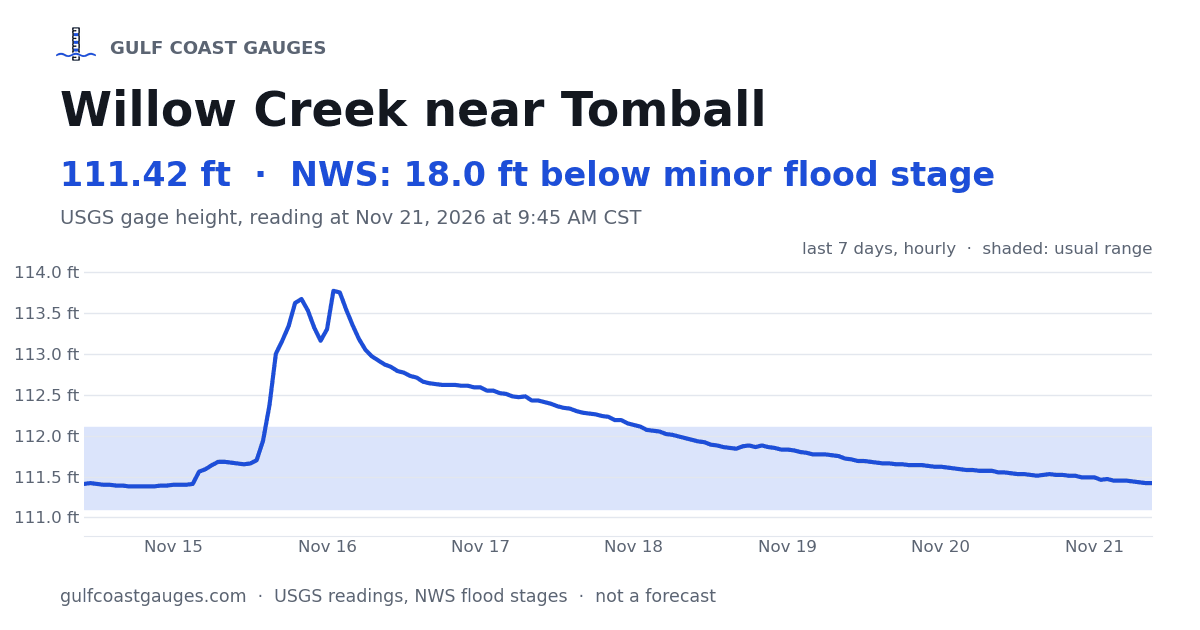 GULF COAST GAUGES
Willow Creek near Tomball
111.42 ft · NWS: 18.0 ft below minor flood stage
USGS gage height, reading at Nov 21, 2026 at 9:45 AM CST
last 7 days, hourly · shaded: usual range
114.0 ft
113.5 ft
113.0 ft
112.5 ft
112.0 ft
111.5 ft
111.0 ft
Nov 15 Nov 16 Nov 17 Nov 18 Nov 19 Nov 20 Nov 21
gulfcoastgauges.com · USGS readings, NWS flood stages · not a forecast